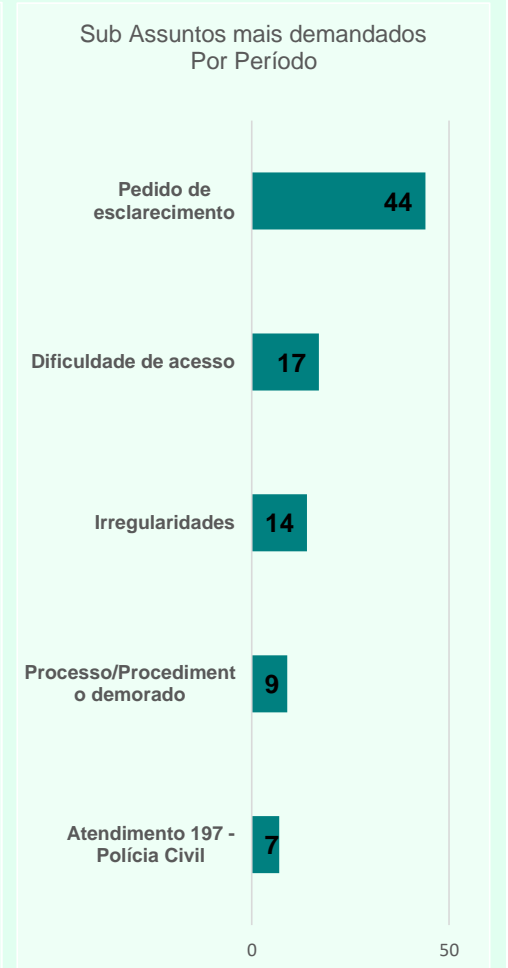 Sub Assuntos mais demandados
Por Período
Pedido de
esclarecimento
44
Dificuldade de acesso
17
Irregularidades
14
Processo/Procediment
o demorado
9
Atendimento 197 -
Polícia Civil
7
0
50